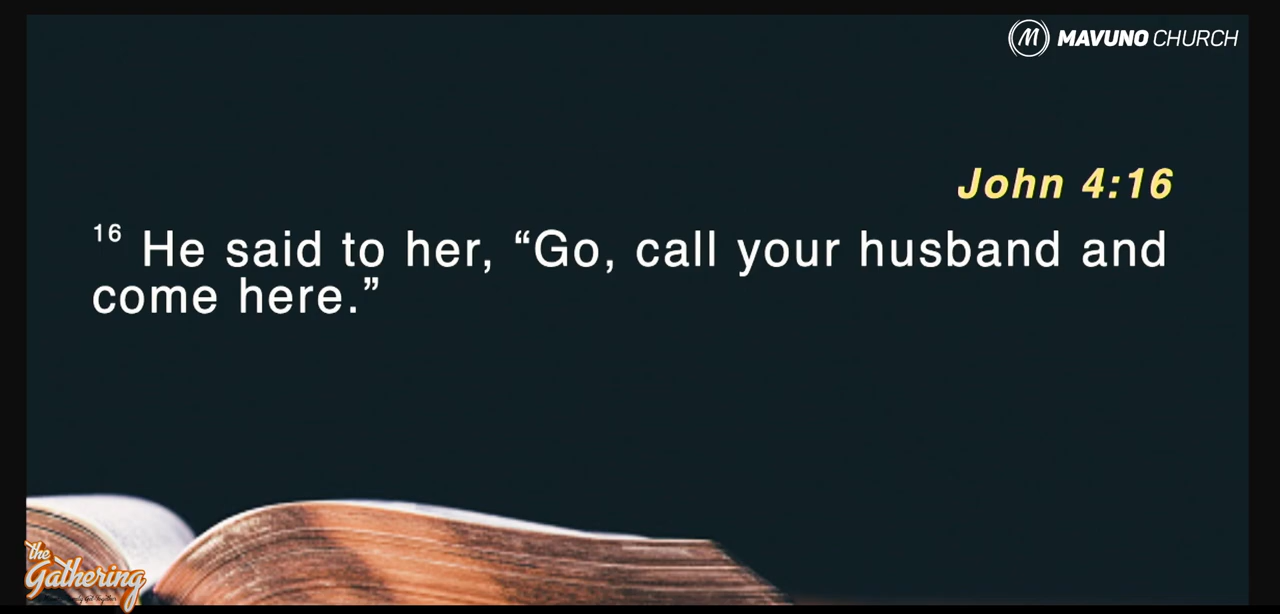 MAVUNO CHURCH
John 4:16
16 He said to her, “Go, call your husband and
come here.”
the
Gathering